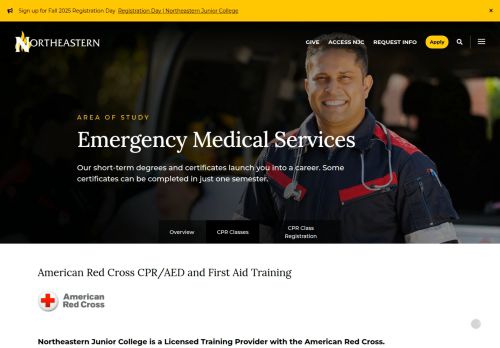 Sign up for Fall 2025 Registration Day Registration Day | Northeastern Junior College ×
NORTHEASTERN
GIVE ACCESS NJC REQUEST INFO Apply
AREA OF STUDY
Emergency Medical Services
Our short-term degrees and certificates launch you into a career. Some
certificates can be completed in just one semester.
Overview
CPR Classes
CPR Class
Registration
American Red Cross CPR/AED and First Aid Training
American
Red Cross
Northeastern Junior College is a Licensed Training Provider with the American Red Cross.